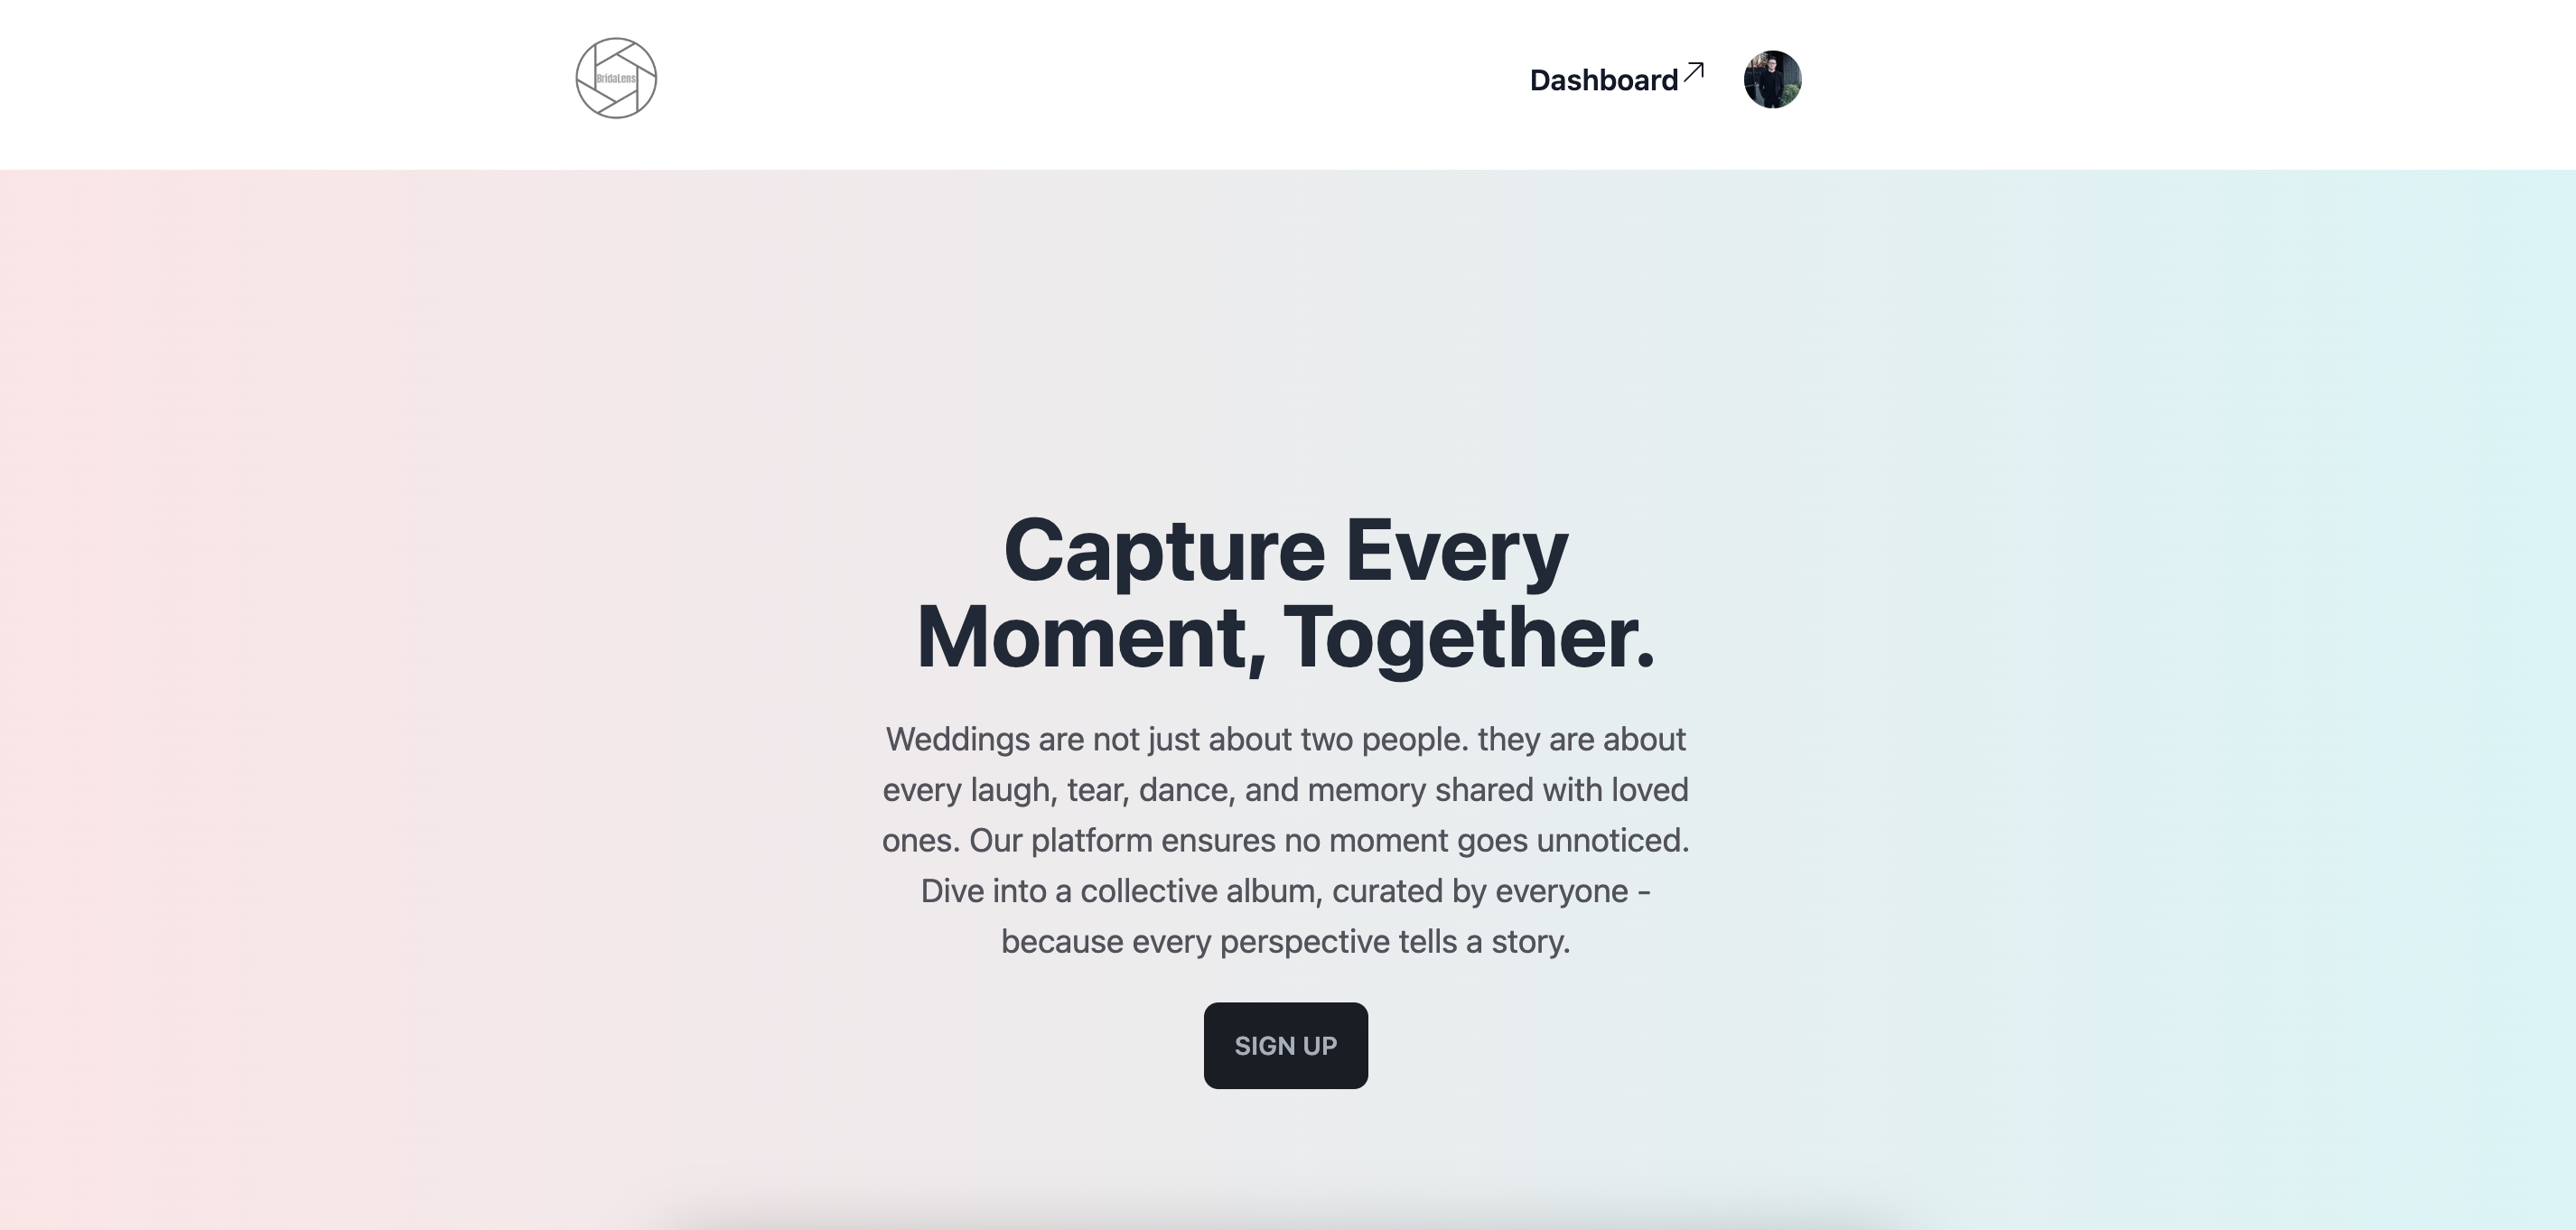 BridaLens
Dashboard
Capture Every
Moment, Together.
Weddings are not just about two people. they are about
every laugh, tear, dance, and memory shared with loved
ones. Our platform ensures no moment goes unnoticed.
Dive into a collective album, curated by everyone -
because every perspective tells a story.
SIGN UP